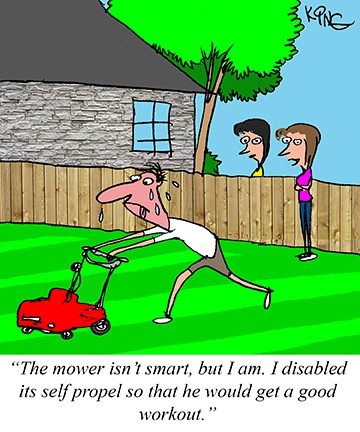 KING
“The mower isn’t smart, but I am. I disabled
its self propel so that he would get a good
workout.”